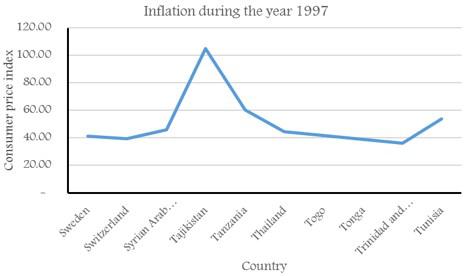 Inflation during the year 1997
Consumer price index
120.00
100.00
80.00
60.00
40.00
20.00
-
Sweden
Switzerland
Syrian Arab...
Tajikistan
Tanzania
Thailand
Togo
Tonga
Trinidad and...
Tunisia
Country